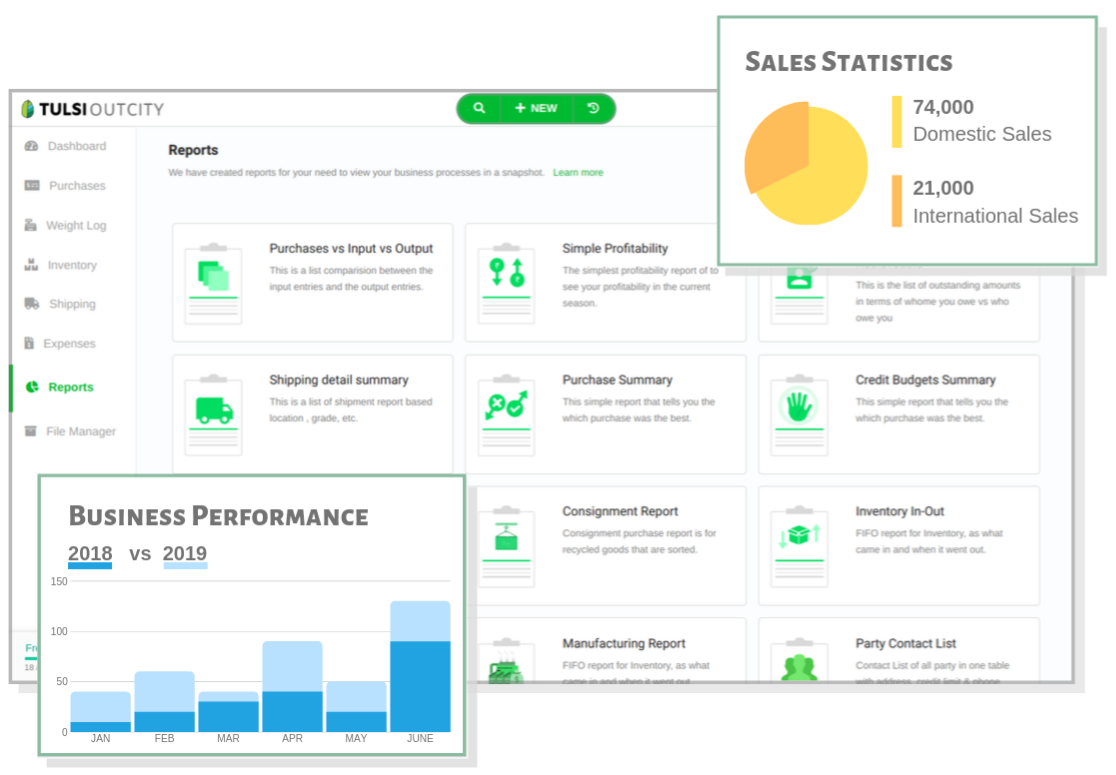 SALES STATISTICS
74,000
Domestic Sales
21,000
International Sales
TULSI OUTCITY
NEW
Dashboard
Purchases
Weight Log
Inventory
Shipping
Expenses
Reports
File Manager
Reports
We have created reports for your need to view your business processes in a snapshot. Learn more
Purchases vs Input vs Output
This is a list comparision between the
input entries and the output entries.
Simple Profitability
The simplest profitability report of to
see your profitability in the current
season.
This is the list of outstanding amounts
in terms of whome you owe vs who
owe you
Shipping detail summary
This is a list of shipment report based
location , grade, etc.
Purchase Summary
This simple report that tells you the
which purchase was the best.
Credit Budgets Summary
This simple report that tells you the
which purchase was the best.
Consignment Report
Consignment purchase report is for
recycled goods that are sorted.
Inventory In-Out
FIFO report for Inventory, as what
came in and when it went out.
Manufacturing Report
FIFO report for Inventory, as what
came in and when it went out.
Party Contact List
Contact List of all party in one table
with address, credit limit & phone
18
BUSINESS PERFORMANCE
2018 vs 2019
150
100
50
0
JAN FEB MAR APR MAY JUNE